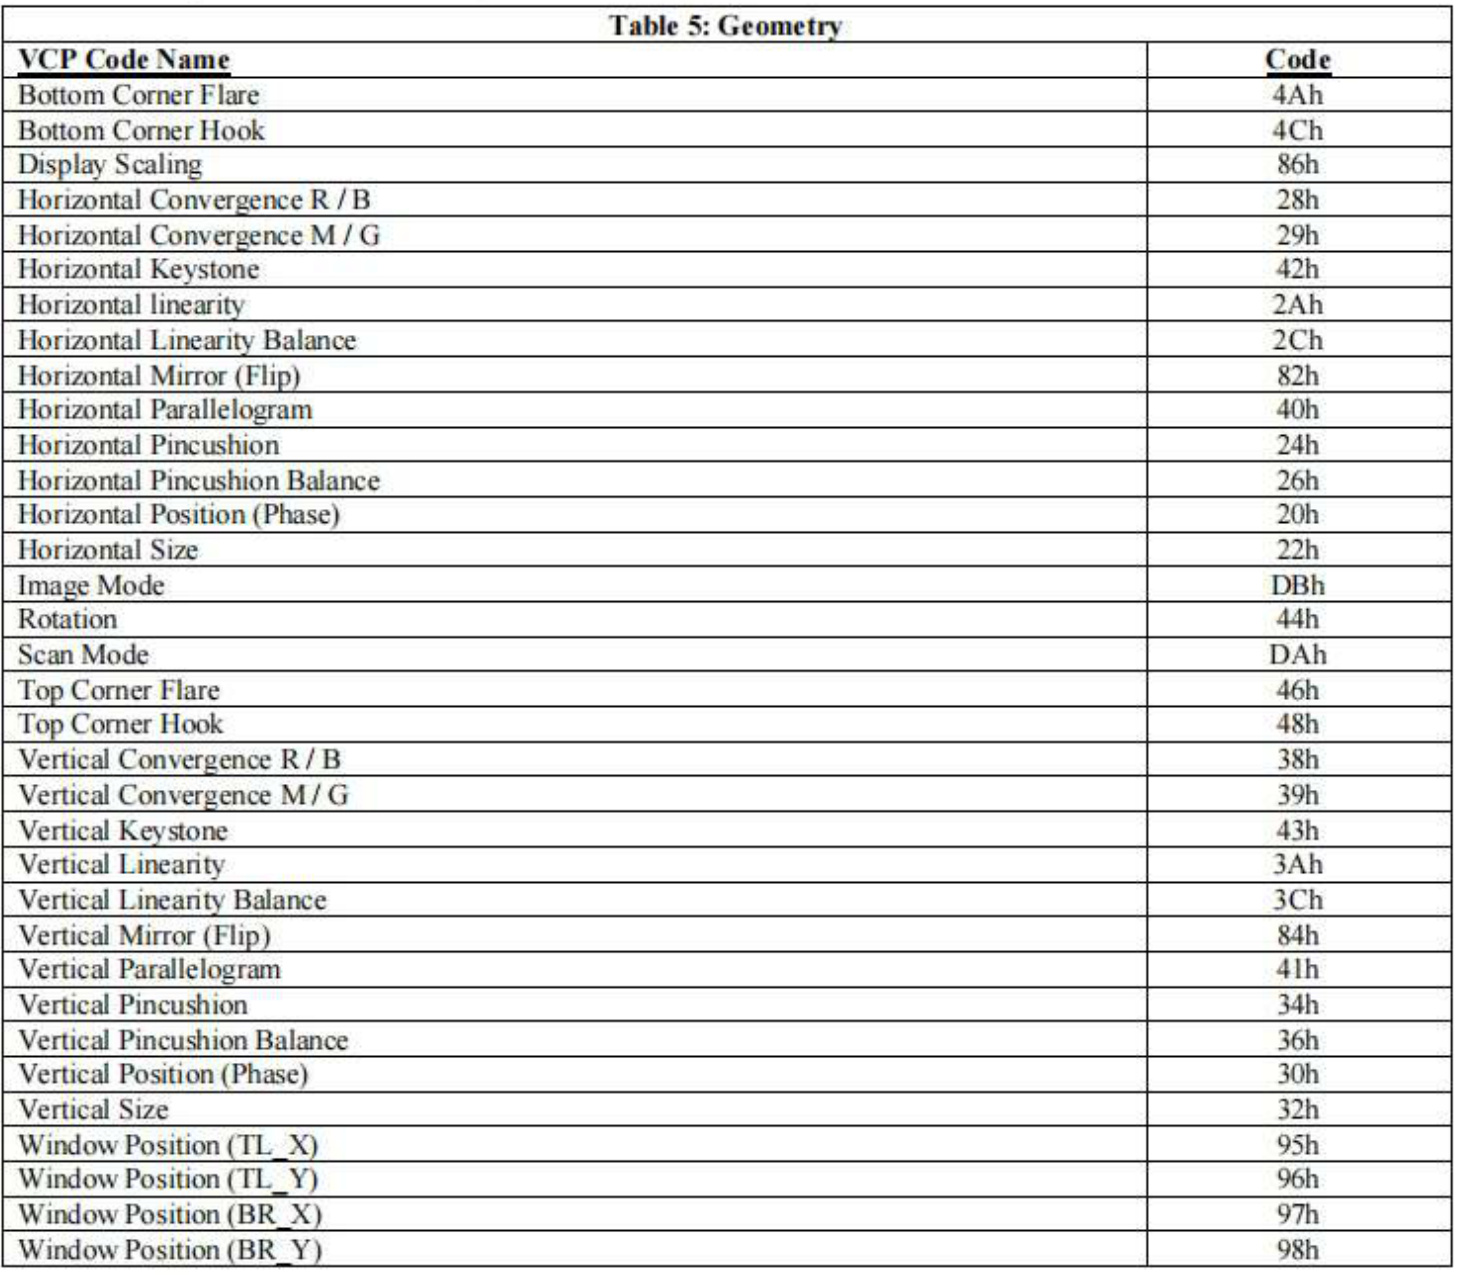 Table 5: Geometry
VCP Code Name Code
Bottom Corner Flare 4Ah
Bottom Corner Hook 4Ch
Display Scaling 86h
Horizontal Convergence R / B 28h
Horizontal Convergence M / G 29h
Horizontal Keystone 42h
Horizontal linearity 2Ah
Horizontal Linearity Balance 2Ch
Horizontal Mirror (Flip) 82h
Horizontal Parallelogram 40h
Horizontal Pincushion 24h
Horizontal Pincushion Balance 26h
Horizontal Position (Phase) 20h
Horizontal Size 22h
Image Mode DBh
Rotation 44h
Scan Mode DAh
Top Corner Flare 46h
Top Corner Hook 48h
Vertical Convergence R / B 38h
Vertical Convergence M / G 39h
Vertical Keystone 43h
Vertical Linearity 3Ah
Vertical Linearity Balance 3Ch
Vertical Mirror (Flip) 84h
Vertical Parallelogram 41h
Vertical Pincushion 34h
Vertical Pincushion Balance 36h
Vertical Position (Phase) 30h
Vertical Size 32h
Window Position (TL_X) 95h
Window Position (TL_Y) 96h
Window Position (BR_X) 97h
Window Position (BR_Y) 98h